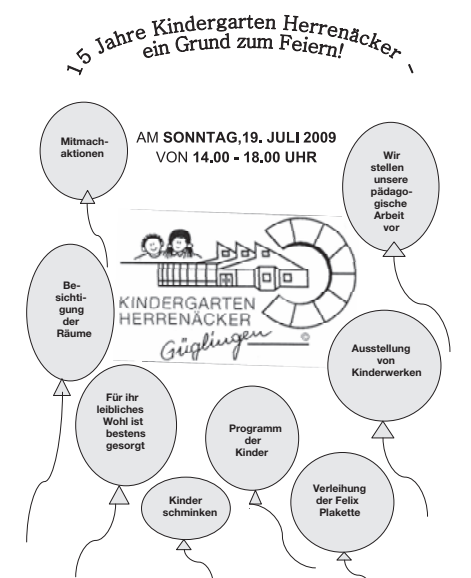 15 Jahre Kindergarten Herrenäcker -
ein Grund zum Feiern!
AM SONNTAG,19. JULI 2009
VON 14.00 - 18.00 UHR
Mitmach-
aktionen
Wir
stellen
unsere
pädago-
gische
Arbeit
vor
Be-
sichti-
gung
der
Räume
KINDERGARTEN
HERRENÄCKER
Güglingen
©
Ausstellung
von
Kinderwerken
Für ihr
leibliches
Wohl ist
bestens
gesorgt
Programm
der
Kinder
Kinder
schminken
Verleihung
der Felix
Plakette